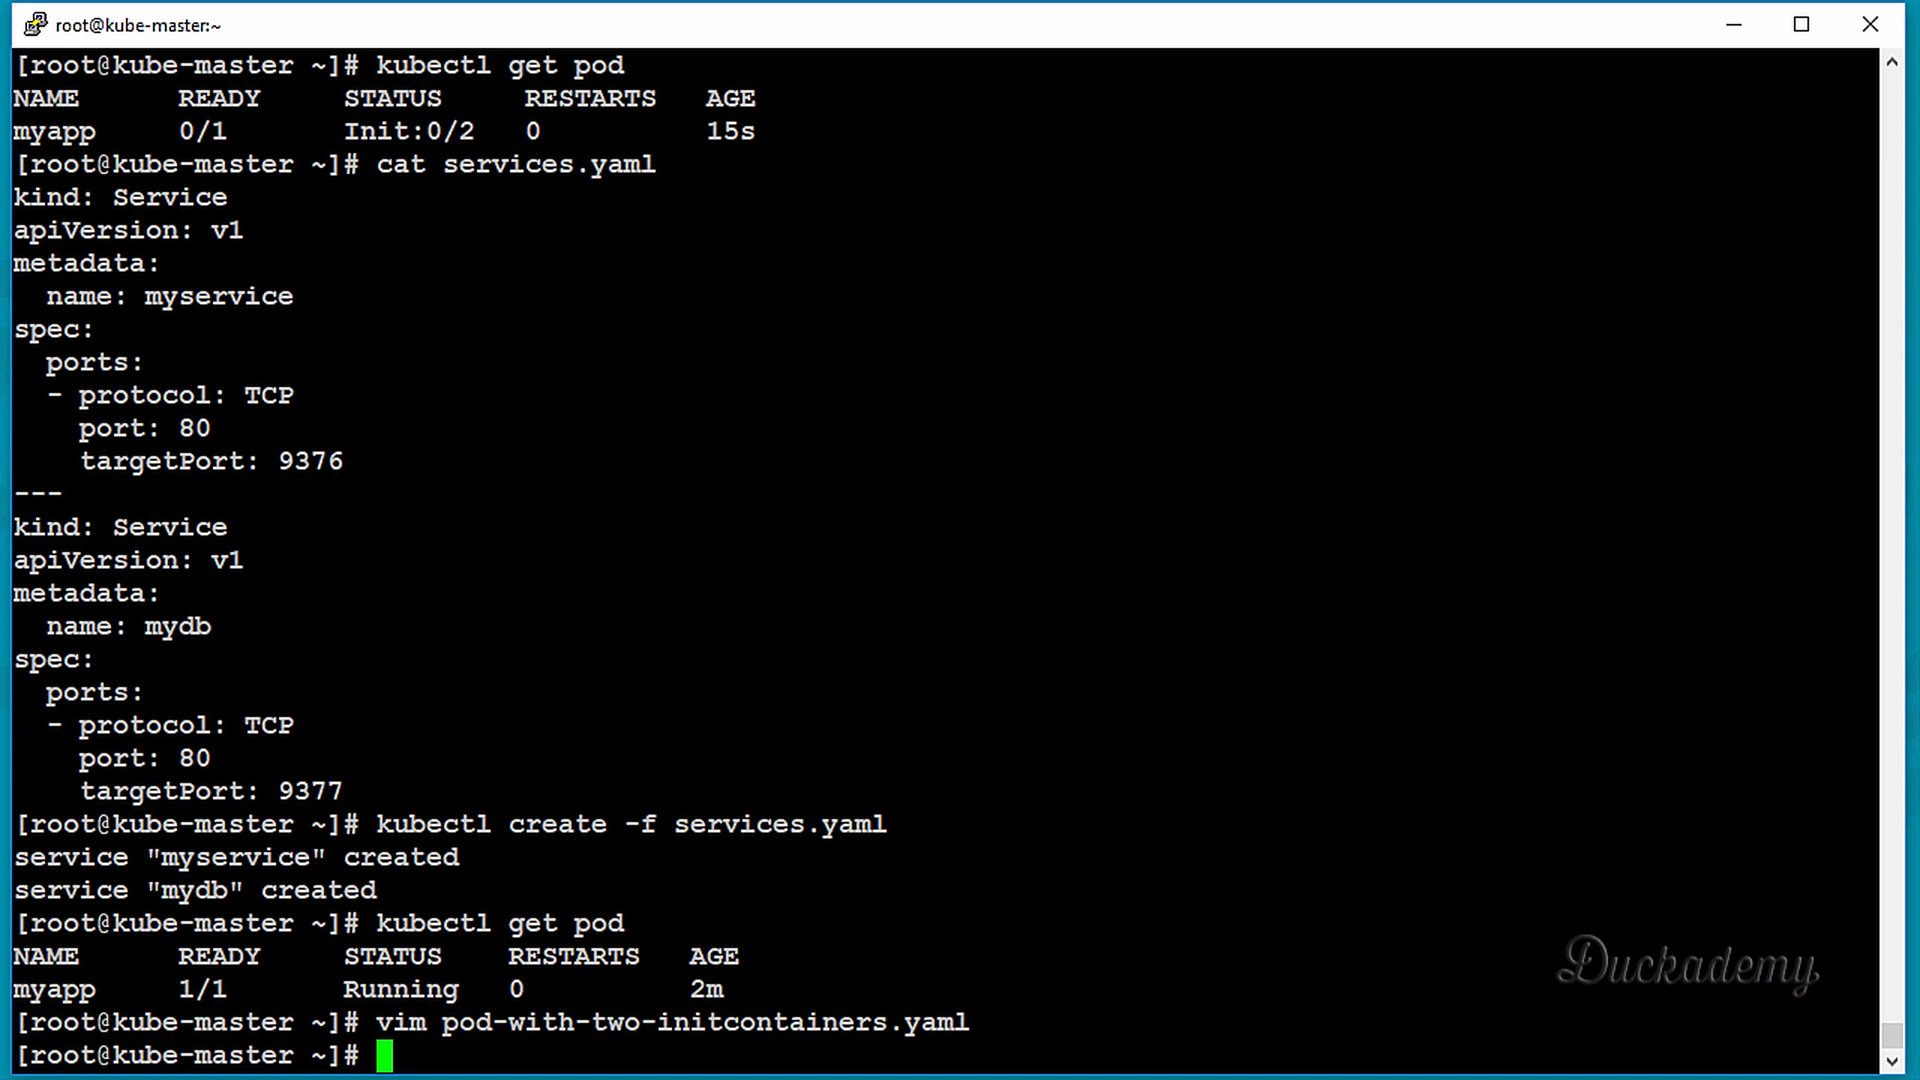 root@kube-master:~
[root@kube-master ~]# kubectl get pod
NAME      READY     STATUS     RESTARTS   AGE
myapp     0/1       Init:0/2   0          15s
[root@kube-master ~]# cat services.yaml
kind: Service
apiVersion: v1
metadata:
  name: myservice
spec:
  ports:
  - protocol: TCP
    port: 80
    targetPort: 9376
---
kind: Service
apiVersion: v1
metadata:
  name: mydb
spec:
  ports:
  - protocol: TCP
    port: 80
    targetPort: 9377
[root@kube-master ~]# kubectl create -f services.yaml
service "myservice" created
service "mydb" created
[root@kube-master ~]# kubectl get pod
NAME      READY     STATUS    RESTARTS   AGE
myapp     1/1       Running   0          2m
[root@kube-master ~]# vim pod-with-two-initcontainers.yaml
[root@kube-master ~]#
Duckademy